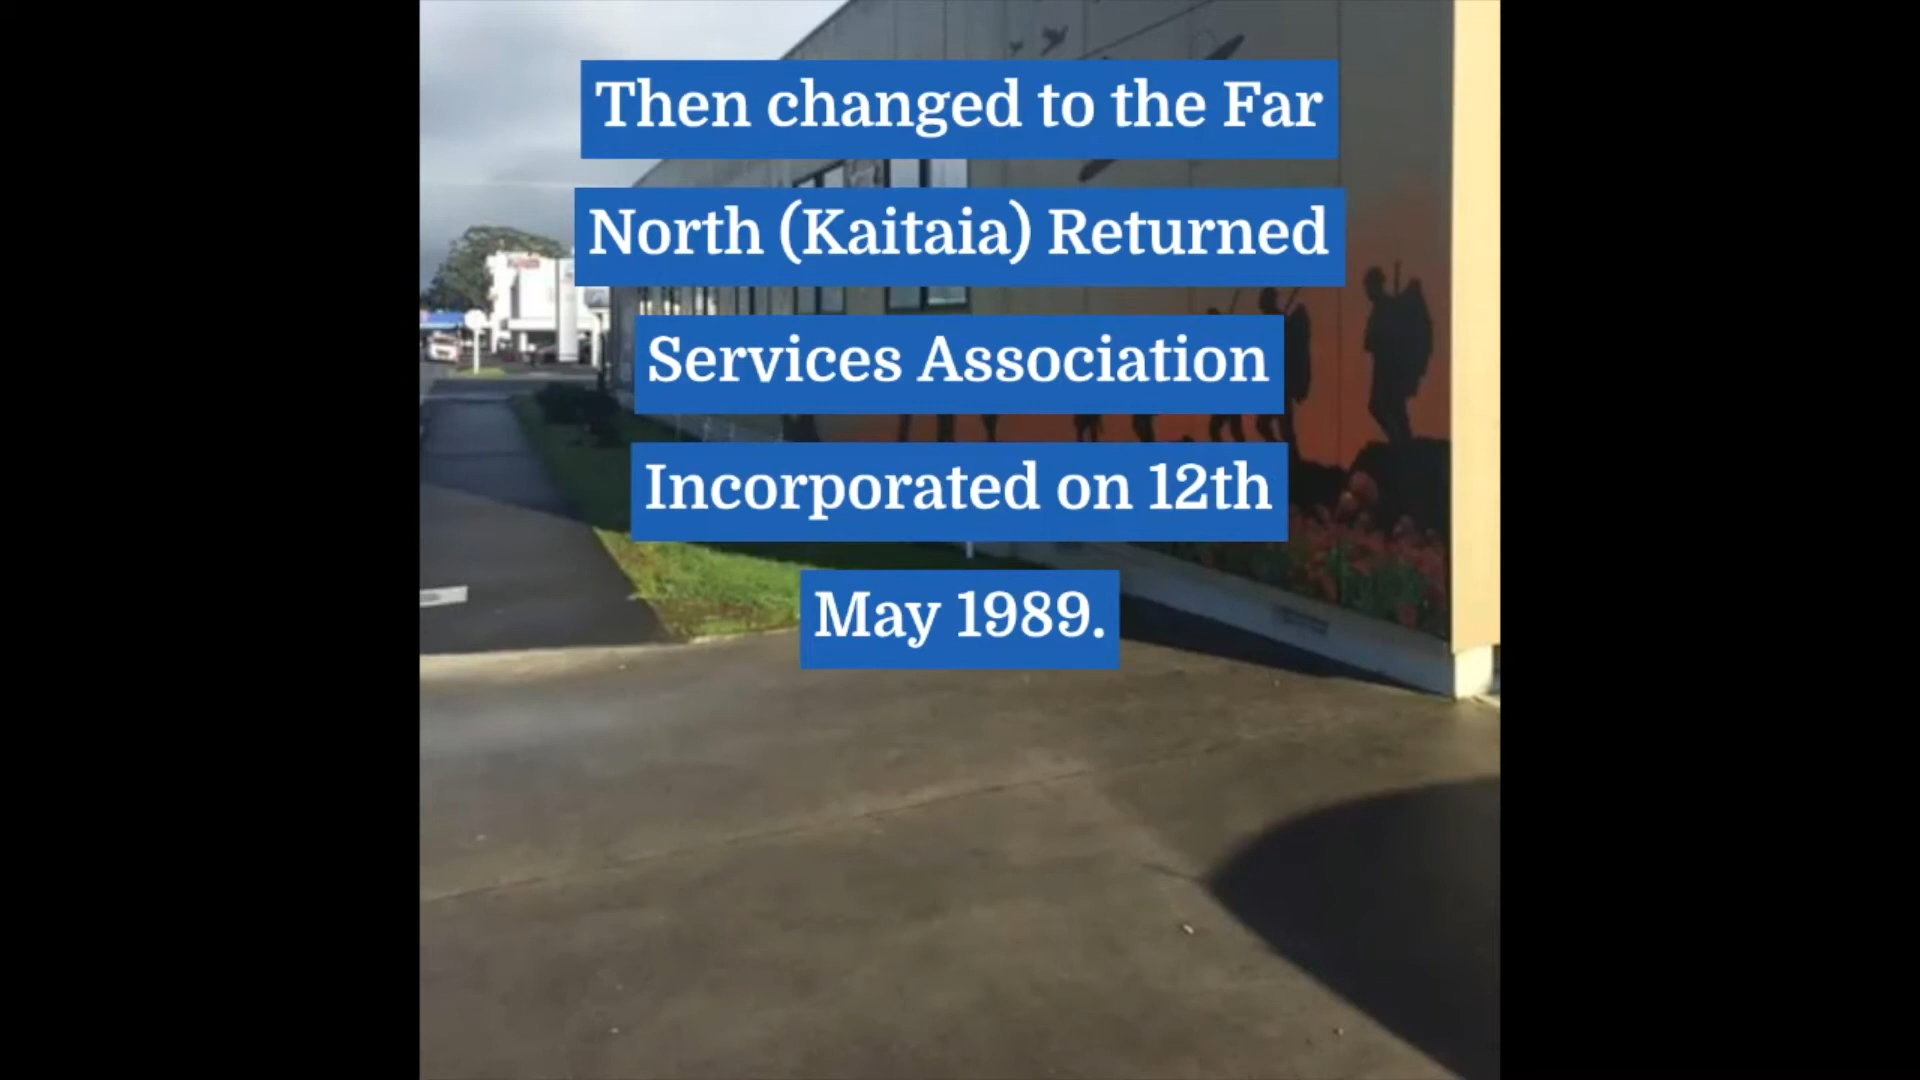 Then changed to the Far
North (Kaitaia) Returned
Services Association
Incorporated on 12th
May 1989.